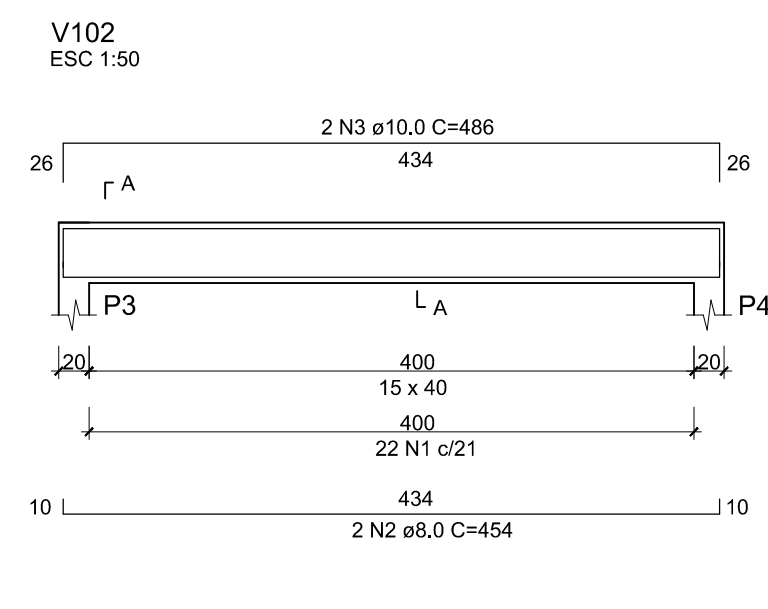 V102
ESC 1:50
2 N3 ø10.0 C=486
26 434 26
A
P3 A P4
20 400 20
15 x 40
400
22 N1 c/21
10 434 10
2 N2 ø8.0 C=454